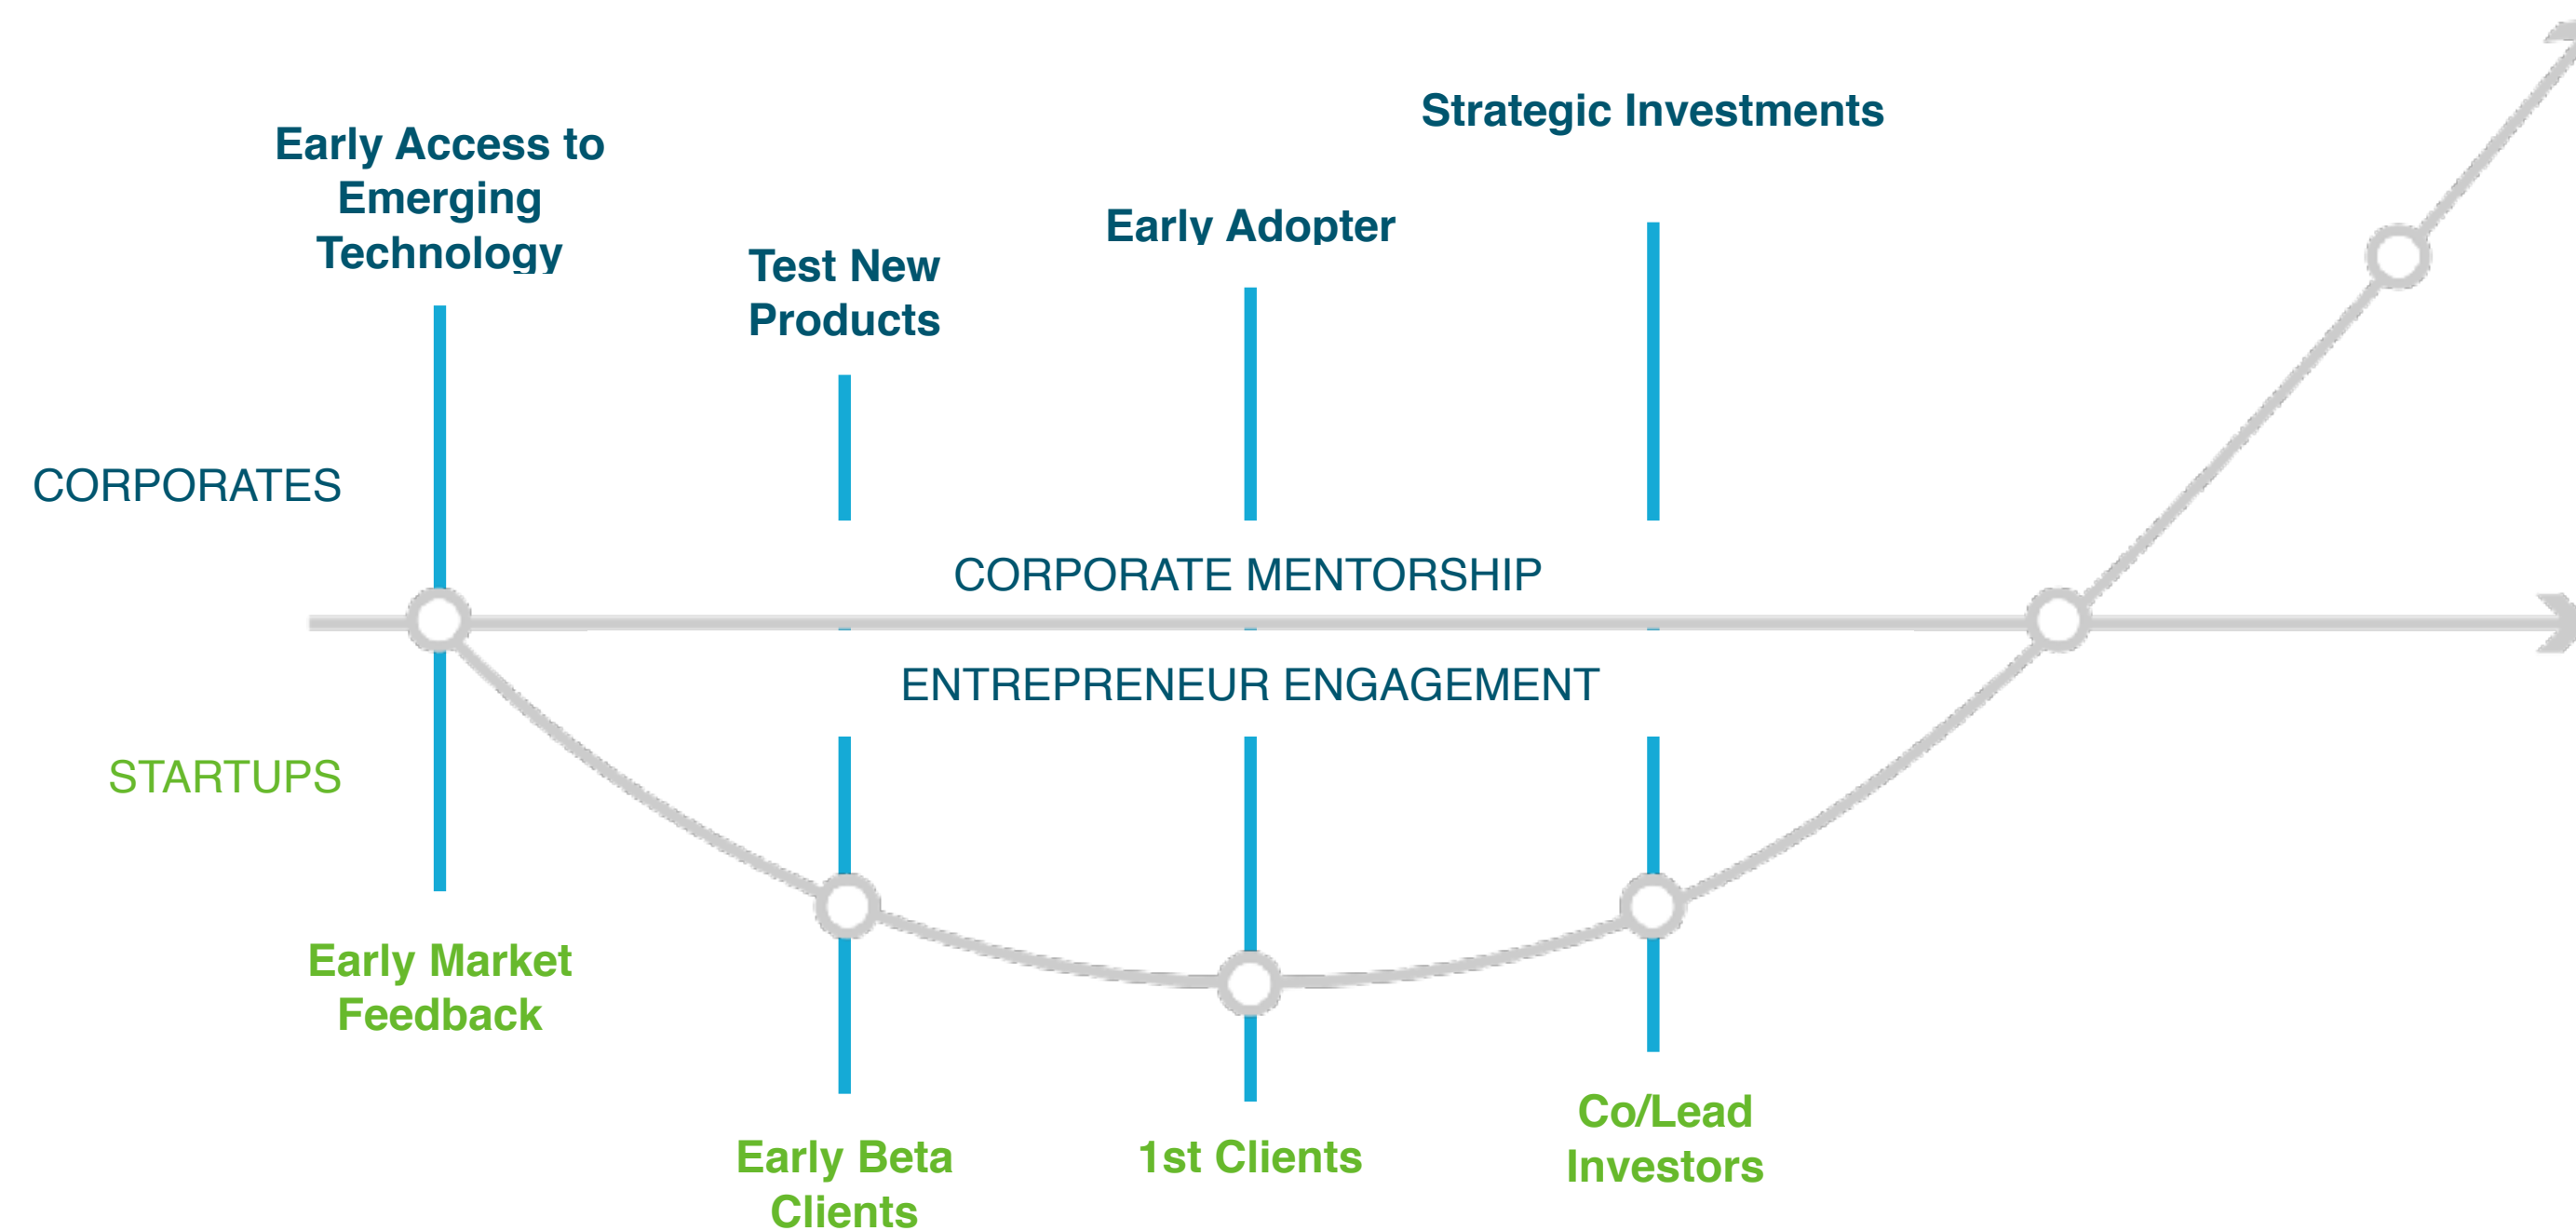 Strategic Investments
Early Access to
Emerging
Technology
Early Adopter
Test New
Products
CORPORATES
CORPORATE MENTORSHIP
ENTREPRENEUR ENGAGEMENT
STARTUPS
Early Market
Feedback
Early Beta
Clients
1st Clients
Co/Lead
Investors